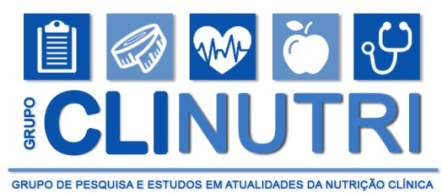 GRUPO
CLINUTRI
GRUPO DE PESQUISA E ESTUDOS EM ATUALIDADES DA NUTRIÇÃO CLÍNICA